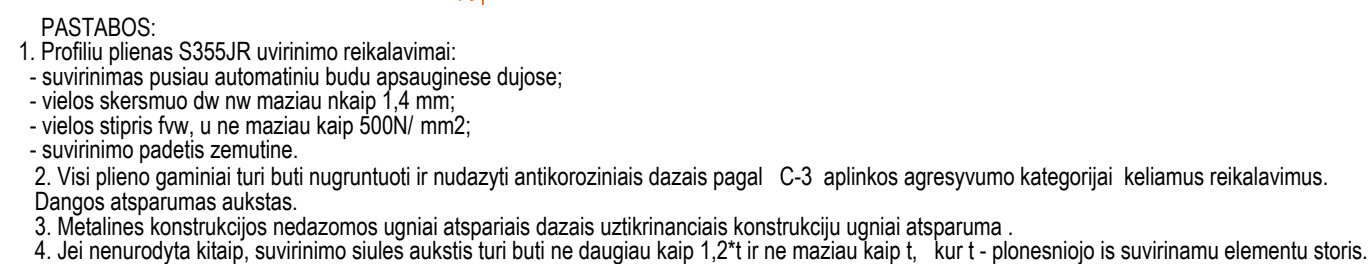 PASTABOS:
1. Profiliu plienas S355JR uvirinimo reikalavimai:
- suvirinimas pusiau automatiniu budu apsauginese dujose;
- vielos skersmuo dw nw maziau nkaip 1,4 mm;
- vielos stipris fvw, u ne maziau kaip 500N/ mm2;
- suvirinimo padetis zemutine.
2. Visi plieno gaminiai turi buti nugruntuoti ir nudazyti antikoroziniais dazais pagal C-3 aplinkos agresyvumo kategorijai keliamus reikalavimus.
Dangos atsparumas aukstas.
3. Metalines konstrukcijos nedazomos ugniai atspariais dazais uztikrinanciais konstrukciju ugniai atsparuma .
4. Jei nenurodyta kitaip, suvirinimo siules aukstis turi buti ne daugiau kaip 1,2*t ir ne maziau kaip t, kur t - plonesniojo is suvirinamu elementu storis.